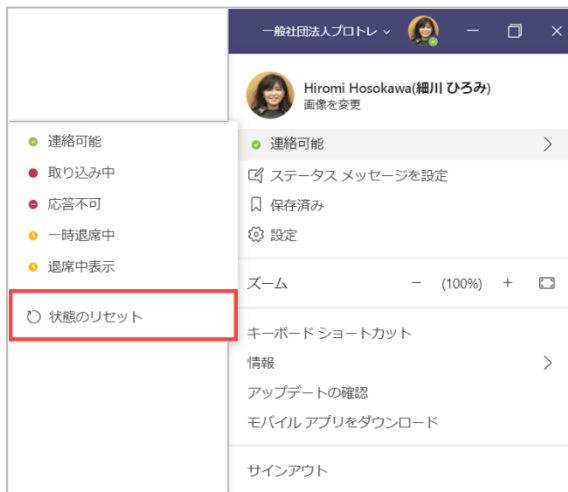 一般社団法人プロトレ
Hiromi Hosokawa(細川 ひろみ)
画像を変更
連絡可能
ステータス メッセージを設定
保存済み
設定
ズーム － (100%) ＋
キーボード ショートカット
情報
アップデートの確認
モバイル アプリをダウンロード
サインアウト
連絡可能
取り込み中
応答不可
一時退席中
退席中表示
状態のリセット